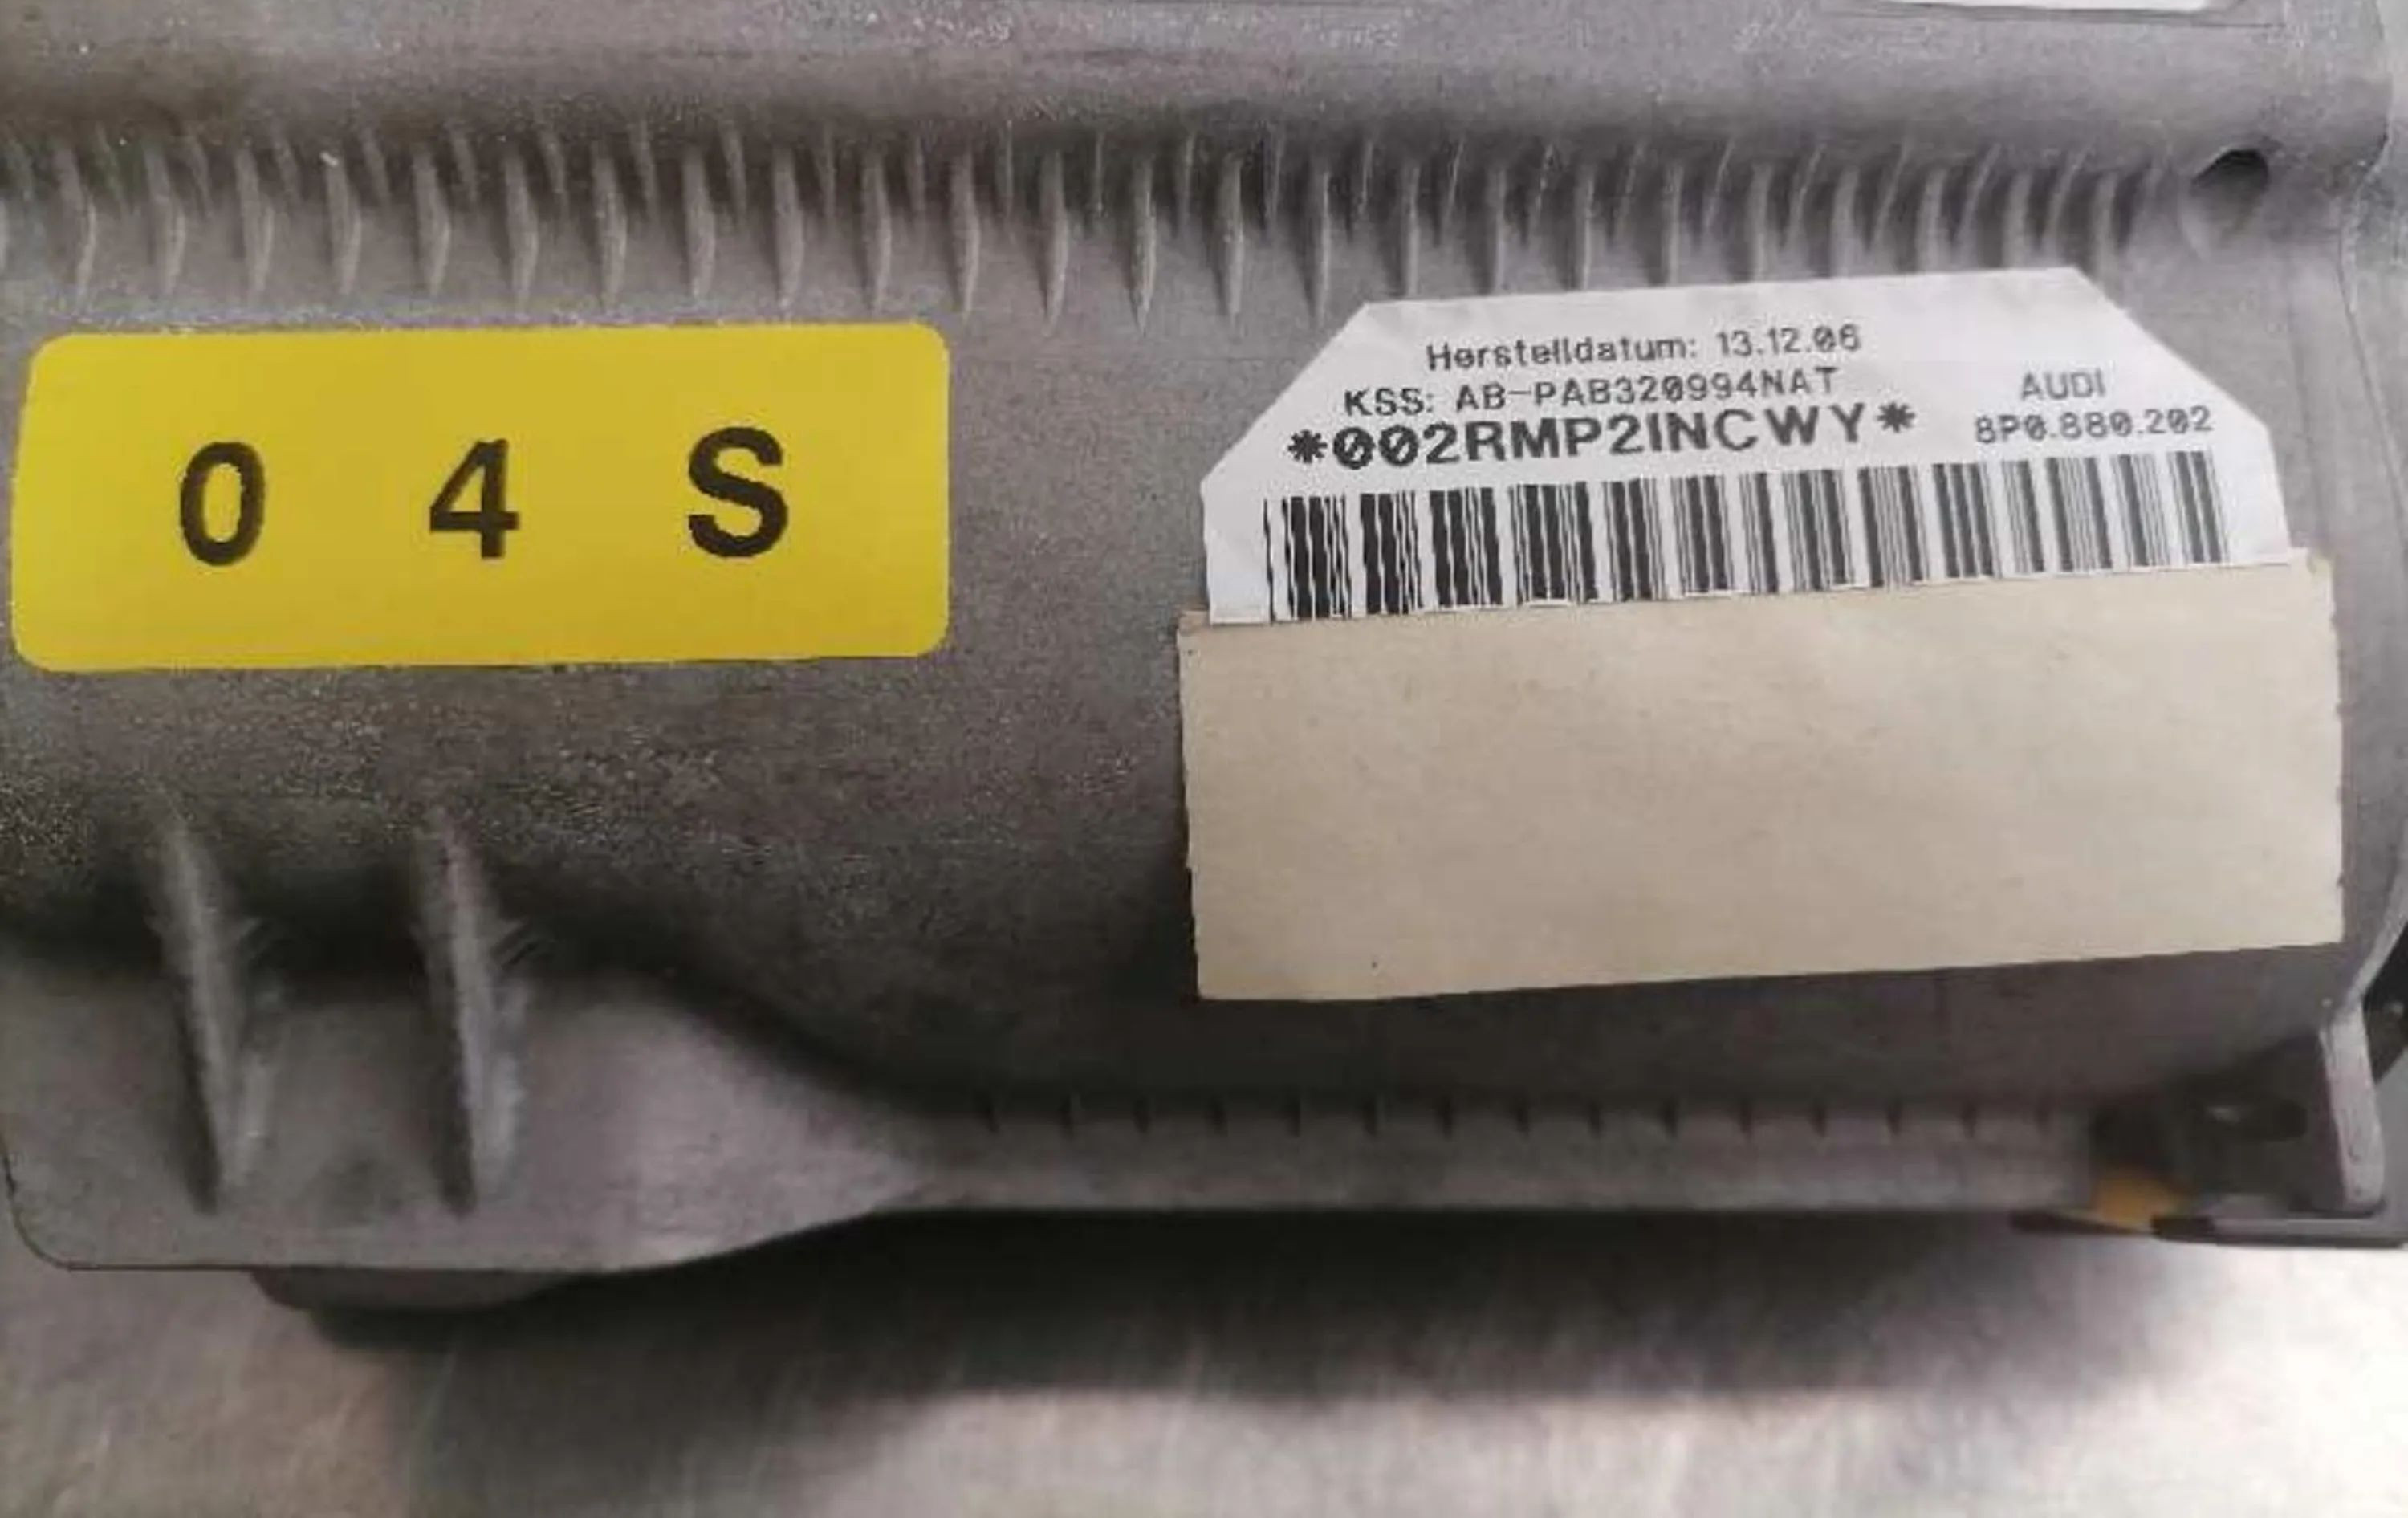 0 4 S
Herstelldatum: 13.12.06
KSS: AB-PAB320994NAT
*002RMP2INCWY*
AUDI
8P0.880.202